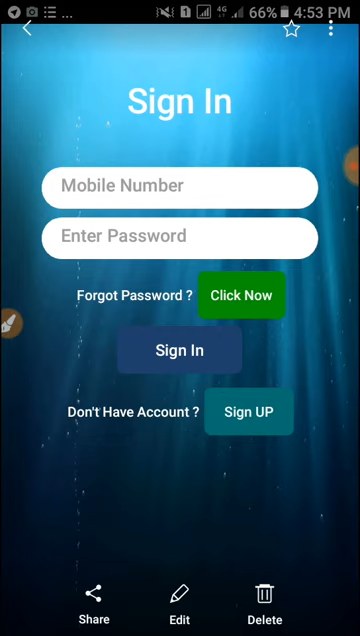 4G 66% 4:53 PM
Sign In
Mobile Number
Enter Password
Forgot Password ? Click Now
Sign In
Don't Have Account ? Sign UP
Share Edit Delete